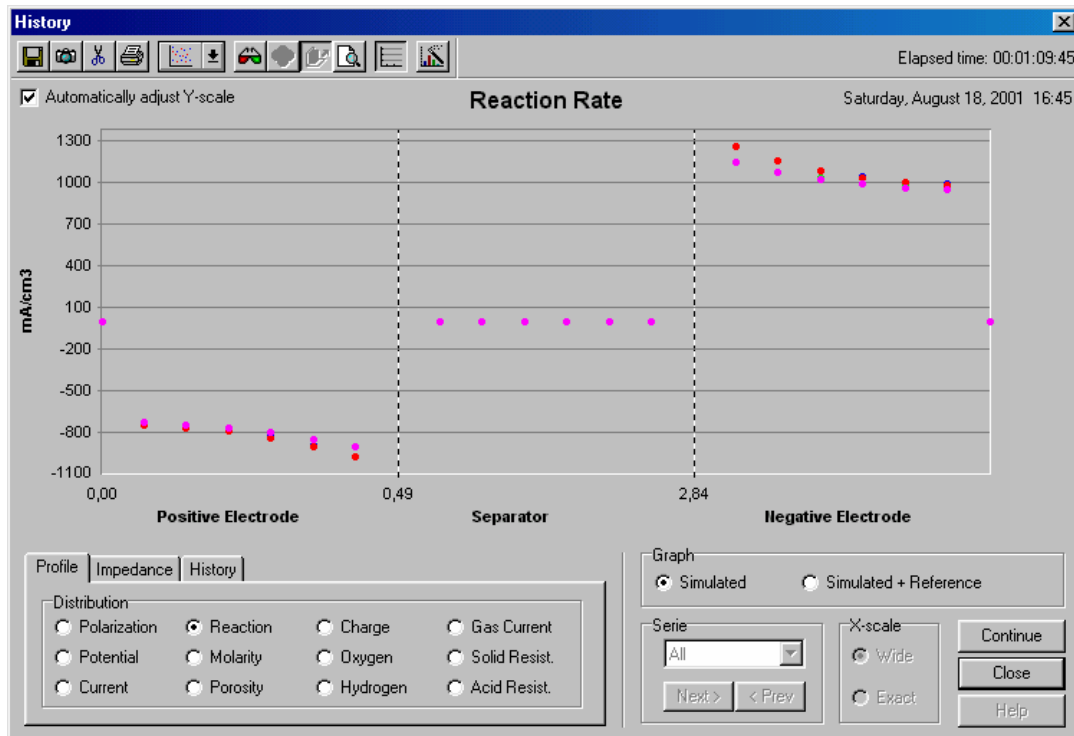 History
Elapsed time: 00:01:09:45
Automatically adjust Y-scale
Reaction Rate
Saturday, August 18, 2001 16:45
1300
1000
700
400
100
-200
-500
-800
-1100
mA/cm3
0,00
0,49
2,84
Positive Electrode
Separator
Negative Electrode
Profile
Impedance
History
Distribution
Polarization
Reaction
Charge
Gas Current
Potential
Molarity
Oxygen
Solid Resist.
Current
Porosity
Hydrogen
Acid Resist.
Graph
Simulated
Simulated + Reference
Serie
All
Next >
< Prev
X-scale
Wide
Exact
Continue
Close
Help